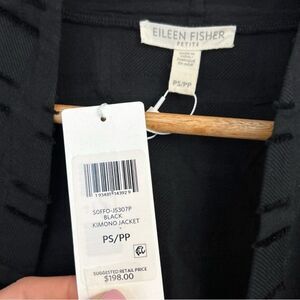 EILEEN FISHER
PETITE
PS/PP
S0FFO-J5307P
BLACK
KIMONO JACKET
PS/PP
SUGGESTED RETAIL PRICE
$198.00